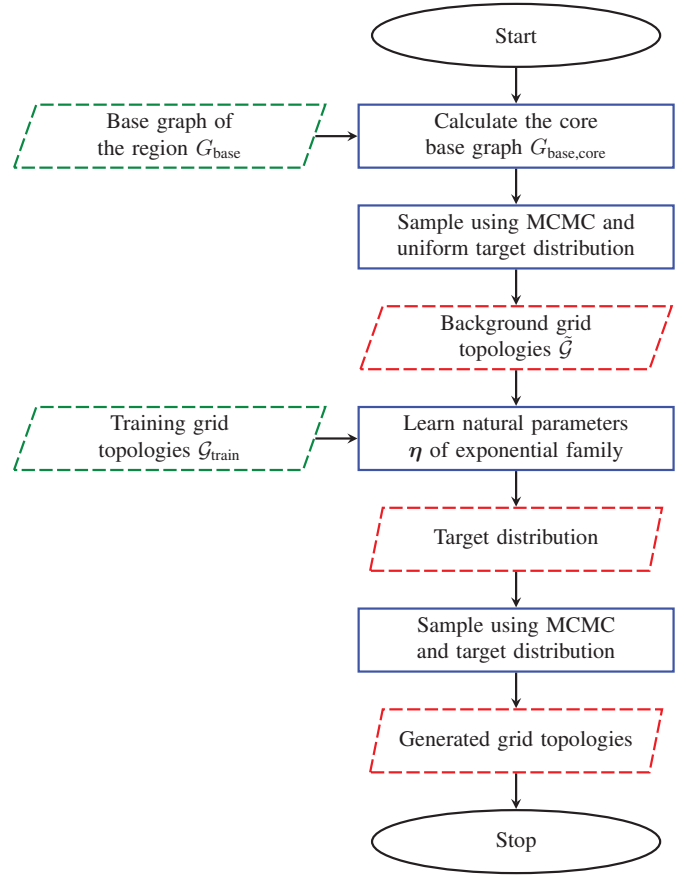 Start
Base graph of
the region G_base
Calculate the core
base graph G_base,core
Sample using MCMC and
uniform target distribution
Background grid
topologies 𝒢̃
Training grid
topologies 𝒢_train
Learn natural parameters
η of exponential family
Target distribution
Sample using MCMC
and target distribution
Generated grid topologies
Stop